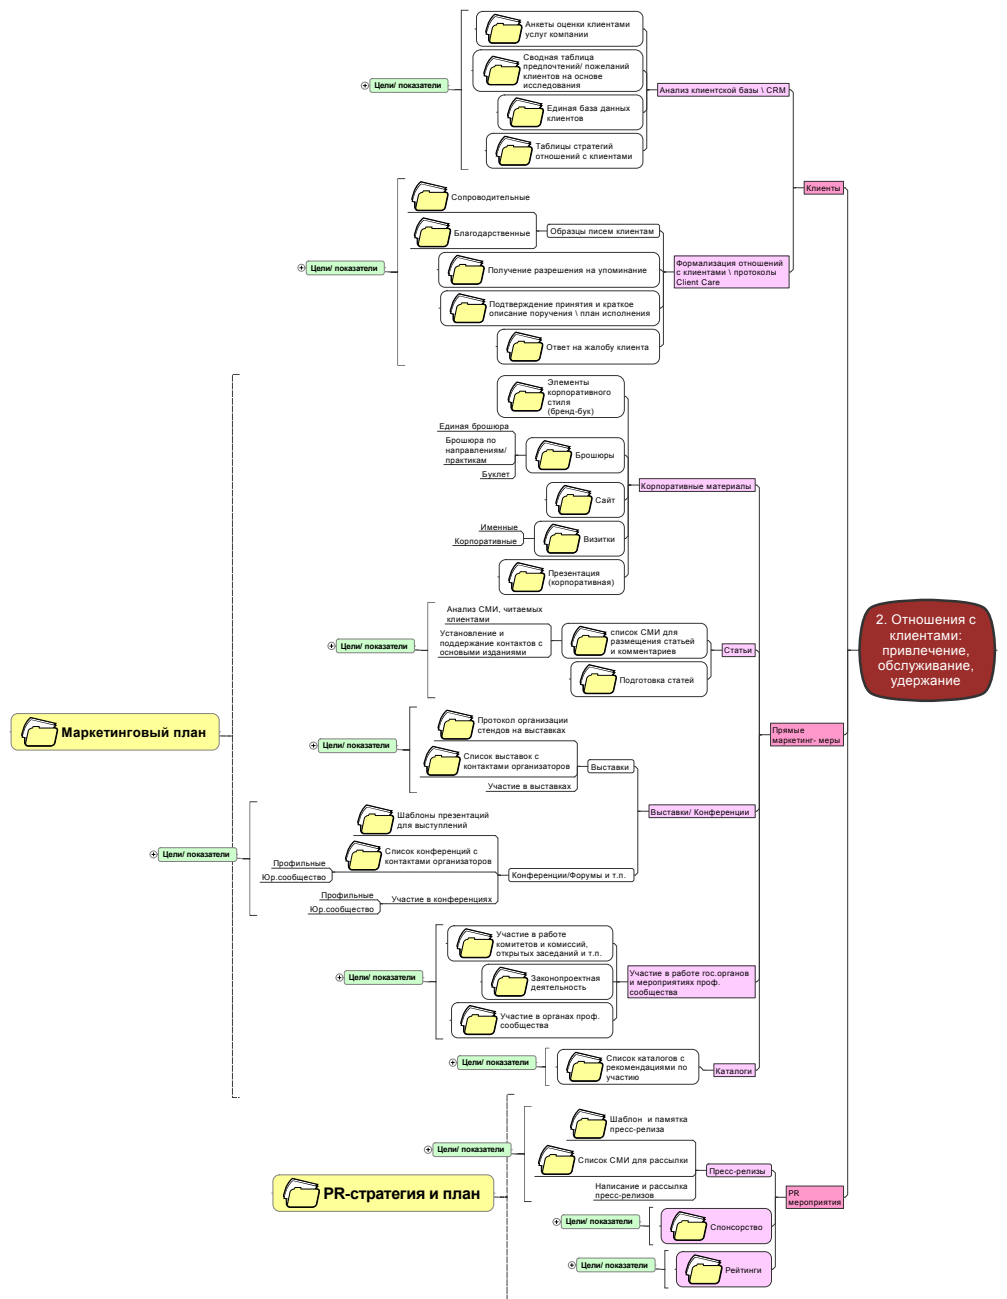 Анкеты оценки клиентами
услуг компании
Сводная таблица
предпочтений/ пожеланий
клиентов на основе
исследования
Цели/ показатели
Анализ клиентской базы \ CRM
Единая база данных
клиентов
Таблицы стратегий
отношений с клиентами
Клиенты
Сопроводительные
Благодарственные
Образцы писем клиентам
Цели/ показатели
Получение разрешения на упоминание
Формализация отношений
с клиентами \ протоколы
Client Care
Подтверждение принятия и краткое
описание поручения \ план исполнения
Ответ на жалобу клиента
Элементы
корпоративного
стиля
(бренд-бук)
Единая брошюра
Брошюра по
направлениям/
практикам
Буклет
Брошюры
Корпоративные материалы
Сайт
Именные
Корпоративные
Визитки
Презентация
(корпоративная)
2. Отношения с
клиентами:
привлечение,
обслуживание,
удержание
Анализ СМИ, читаемых
клиентами
Установление и
поддержание контактов с
основыми изданиями
Цели/ показатели
список СМИ для
размещения статьей
и комментариев
Статьи
Подготовка статей
Маркетинговый план
Протокол организации
стендов на выставках
Цели/ показатели
Список выставок с
контактами организаторов
Выставки
Участие в выставках
Прямые
маркетинг- меры
Выставки/ Конференции
Шаблоны презентаций
для выступлений
Цели/ показатели
Список конференций с
контактами организаторов
Профильные
Юр.сообщество
Конференции/Форумы и т.п.
Профильные
Юр.сообщество
Участие в конференциях
Участие в работе
комитетов и комиссий,
открытых заседаний и т.п.
Цели/ показатели
Законопроектная
деятельность
Участие в работе гос.органов
и мероприятиях проф.
сообщества
Участие в органах проф.
сообщества
Цели/ показатели
Список каталогов с
рекомендациями по
участию
Каталоги
Шаблон  и памятка
пресс-релиза
Цели/ показатели
Список СМИ для рассылки
Пресс-релизы
Написание и рассылка
пресс-релизов
PR-стратегия и план
PR
мероприятия
Цели/ показатели
Спонсорство
Цели/ показатели
Рейтинги